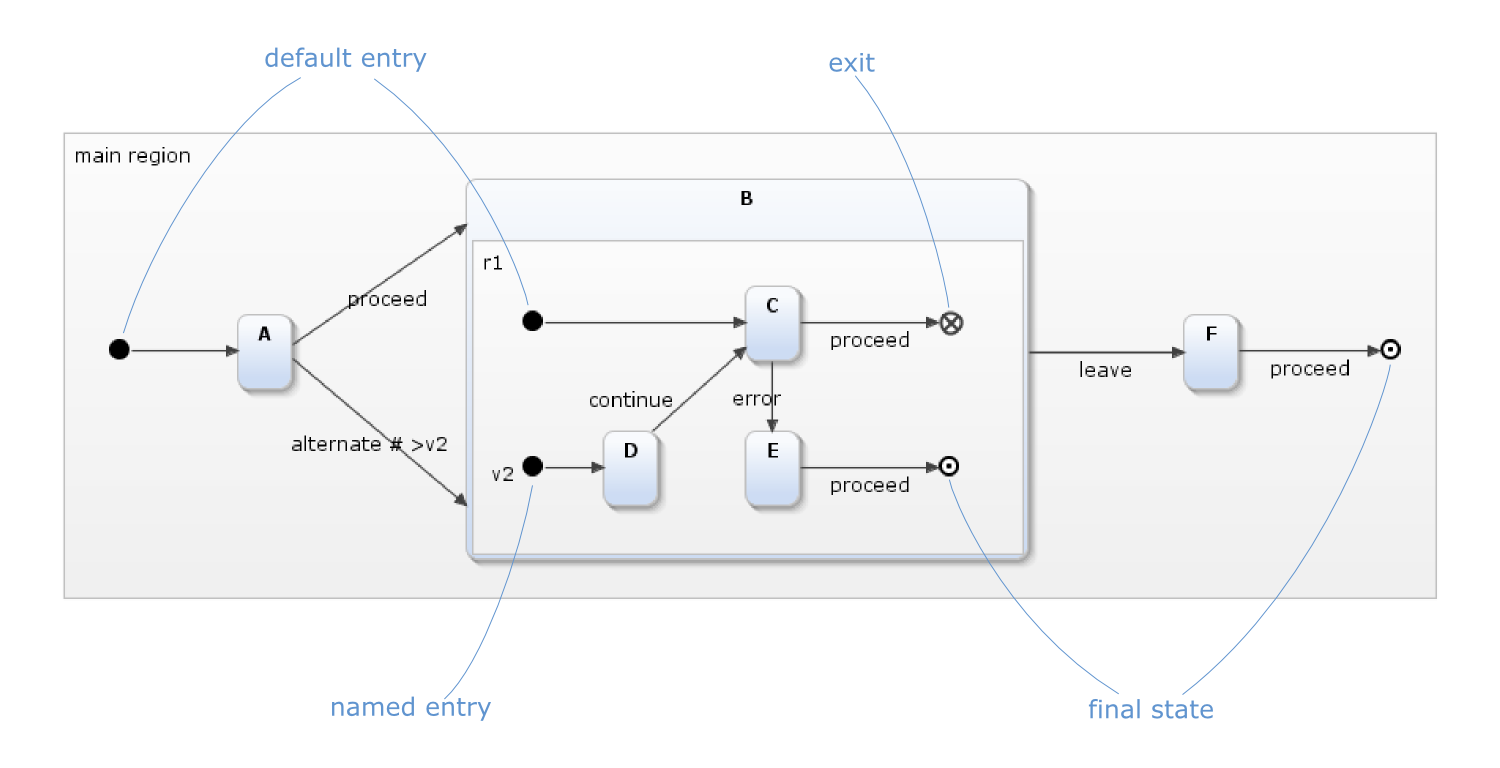 default entry
exit
main region
B
r1
proceed
C
A
proceed
F
leave
proceed
continue
error
alternate # >v2
D
E
v2
proceed
named entry
final state